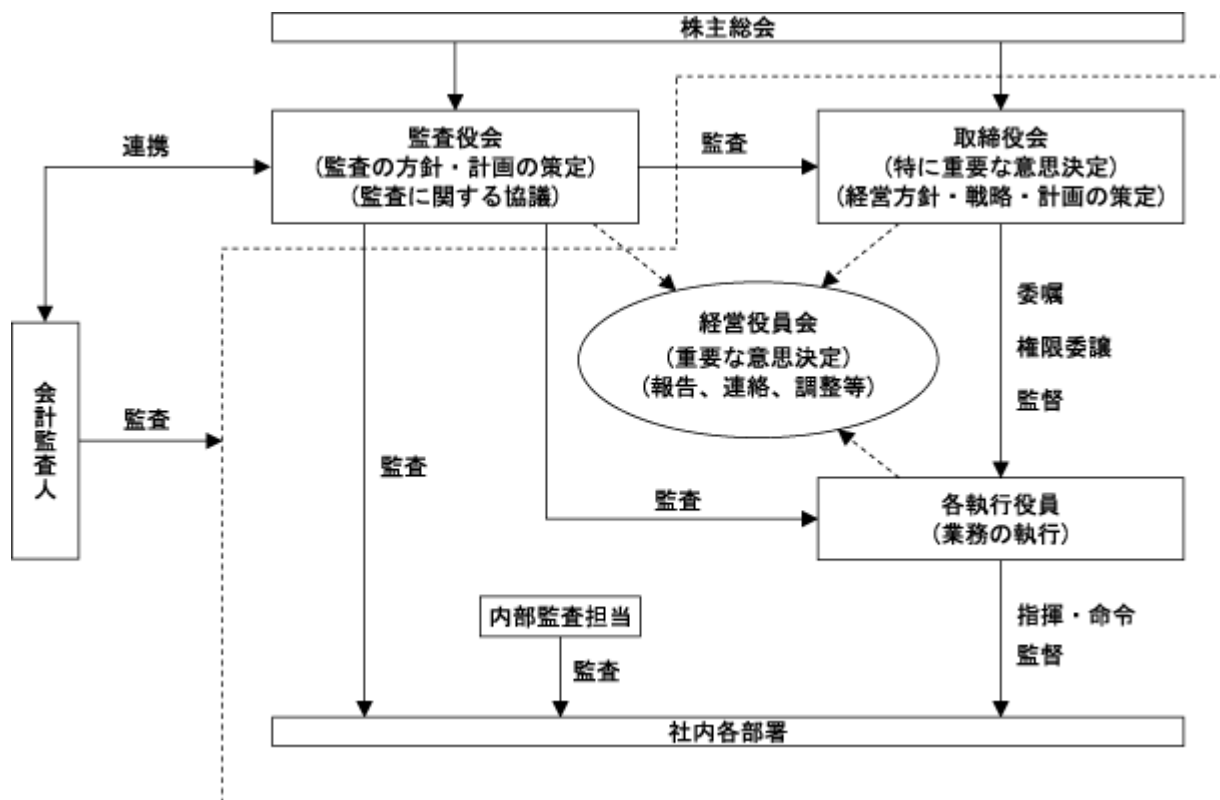 株主総会
監査役会
(監査の方針・計画の策定)
(監査に関する協議)
取締役会
(特に重要な意思決定)
(経営方針・戦略・計画の策定)
連携
監査
経営役員会
(重要な意思決定)
(報告、連絡、調整等)
委嘱
権限委譲
監督
会計監査人
監査
監査
監査
各執行役員
(業務の執行)
内部監査担当
監査
指揮・命令
監督
社内各部署